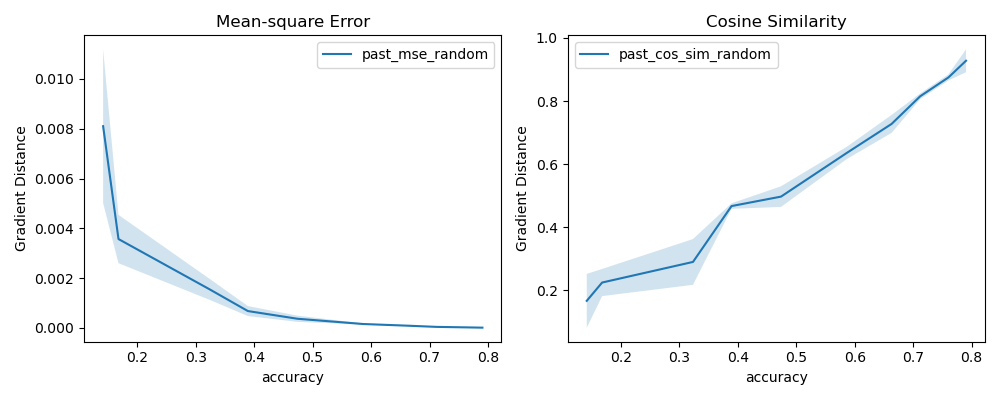 Mean-square Error
past_mse_random
0.010
0.008
0.006
0.004
0.002
0.000
Gradient Distance
0.2 0.3 0.4 0.5 0.6 0.7 0.8
accuracy
Cosine Similarity
past_cos_sim_random
1.0
0.8
0.6
0.4
0.2
Gradient Distance
0.2 0.3 0.4 0.5 0.6 0.7 0.8
accuracy